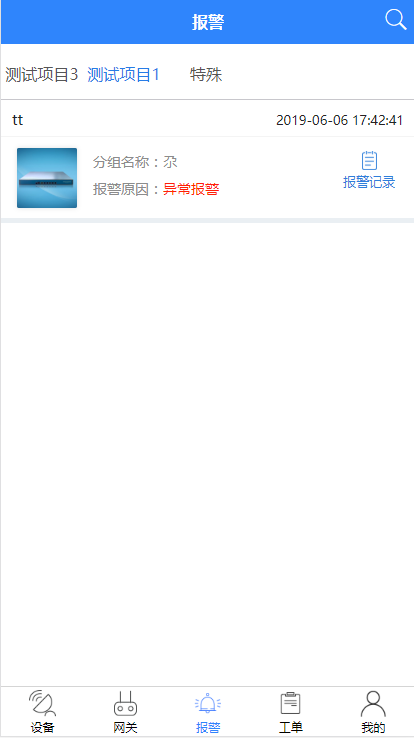 报警
测试项目3 测试项目1 特殊
tt 2019-06-06 17:42:41
分组名称：尕
报警原因：异常报警
报警记录
设备 网关 报警 工单 我的